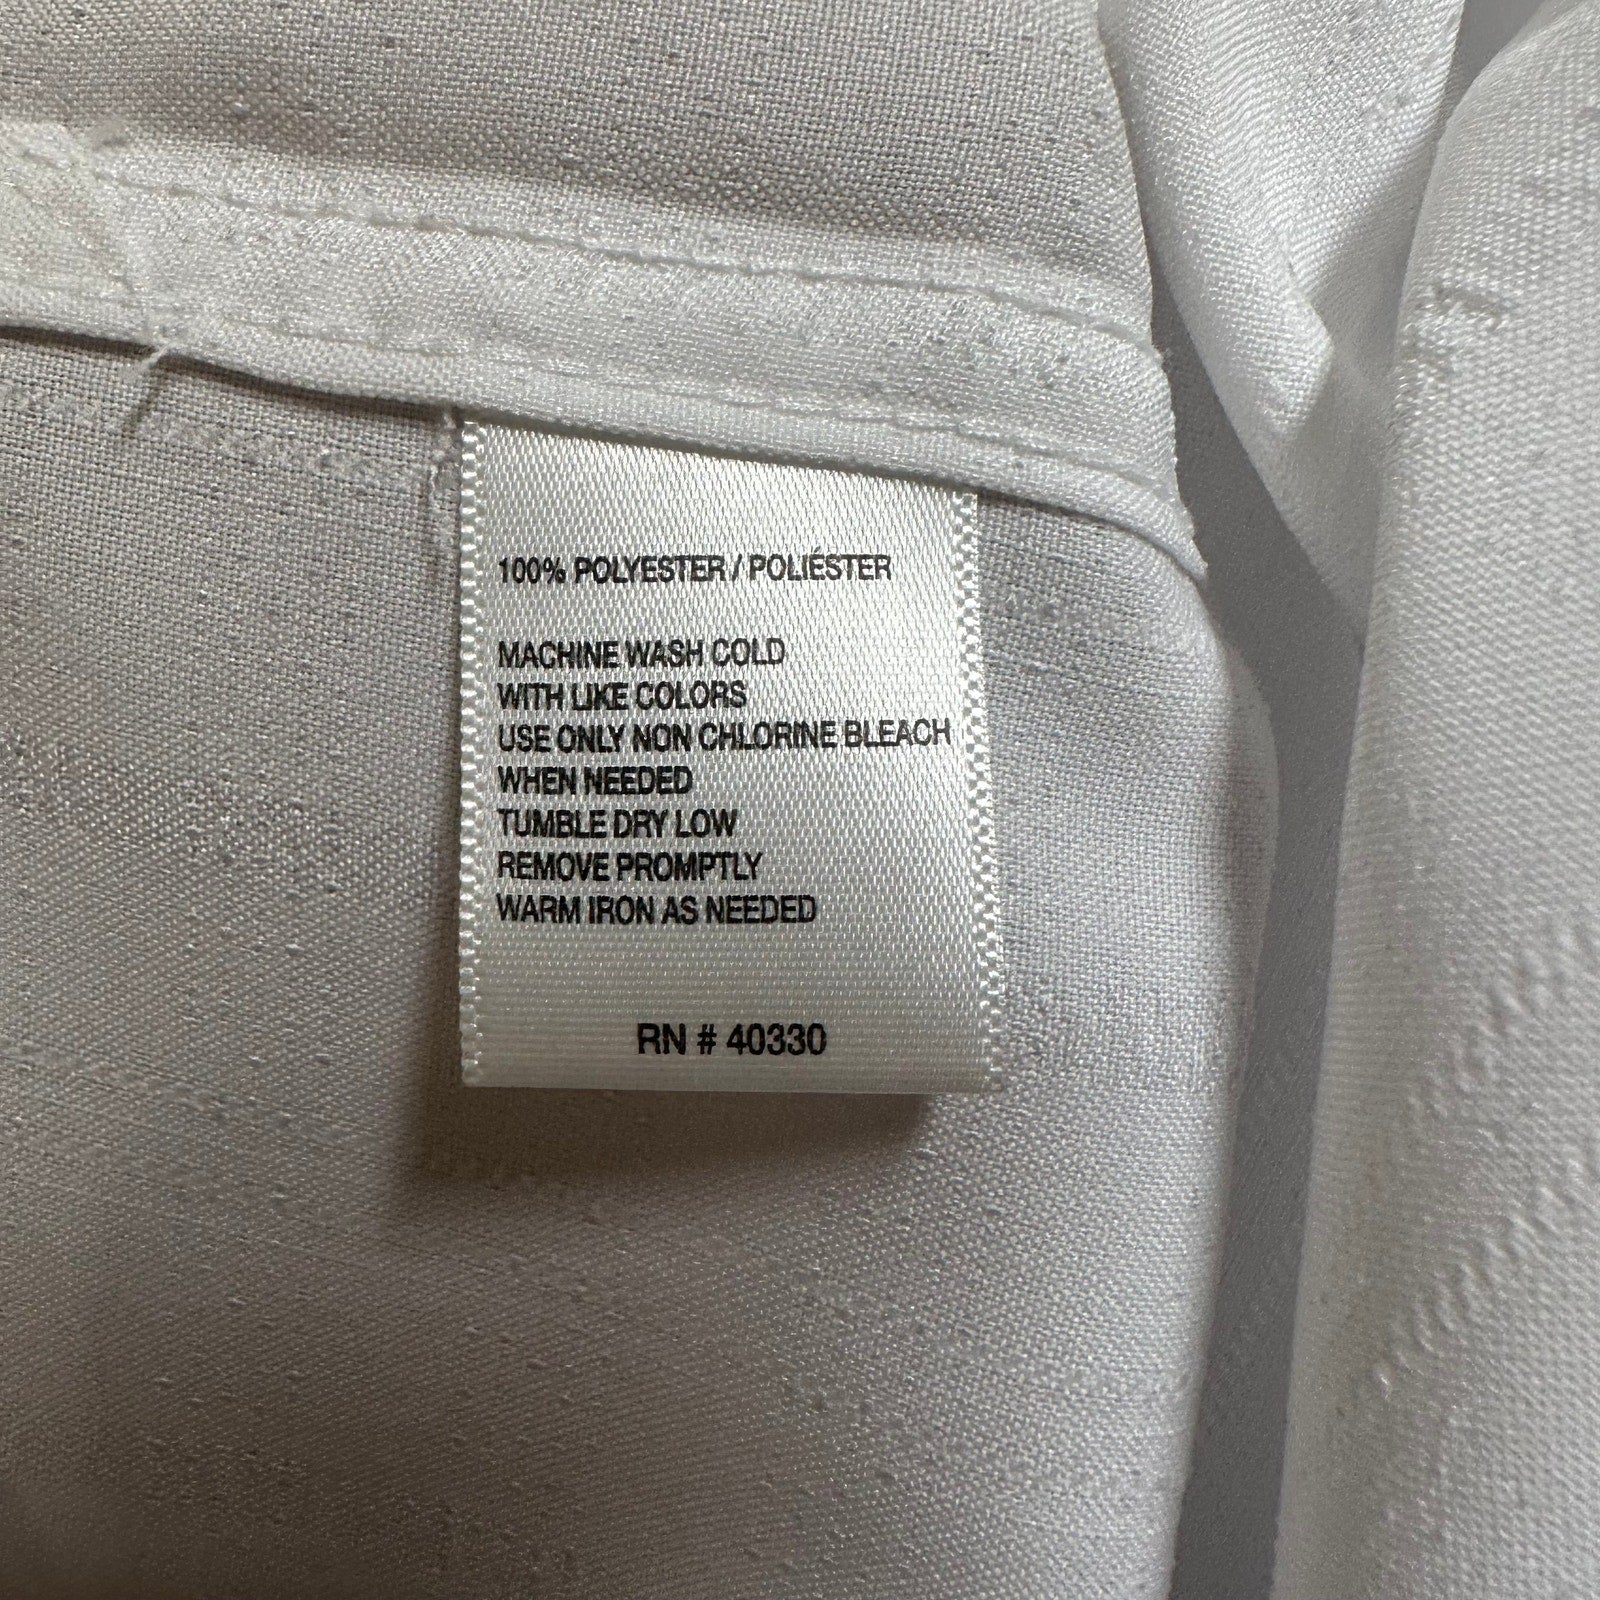 100% POLYESTER / POLIÉSTER
MACHINE WASH COLD
WITH LIKE COLORS
USE ONLY NON CHLORINE BLEACH
WHEN NEEDED
TUMBLE DRY LOW
REMOVE PROMPTLY
WARM IRON AS NEEDED
RN # 40330